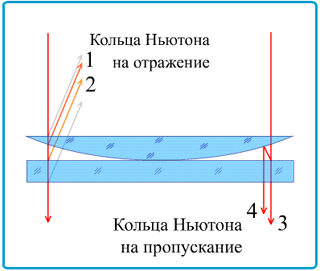 Кольца Ньютона
на отражение
1
2
4
3
Кольца Ньютона
на пропускание